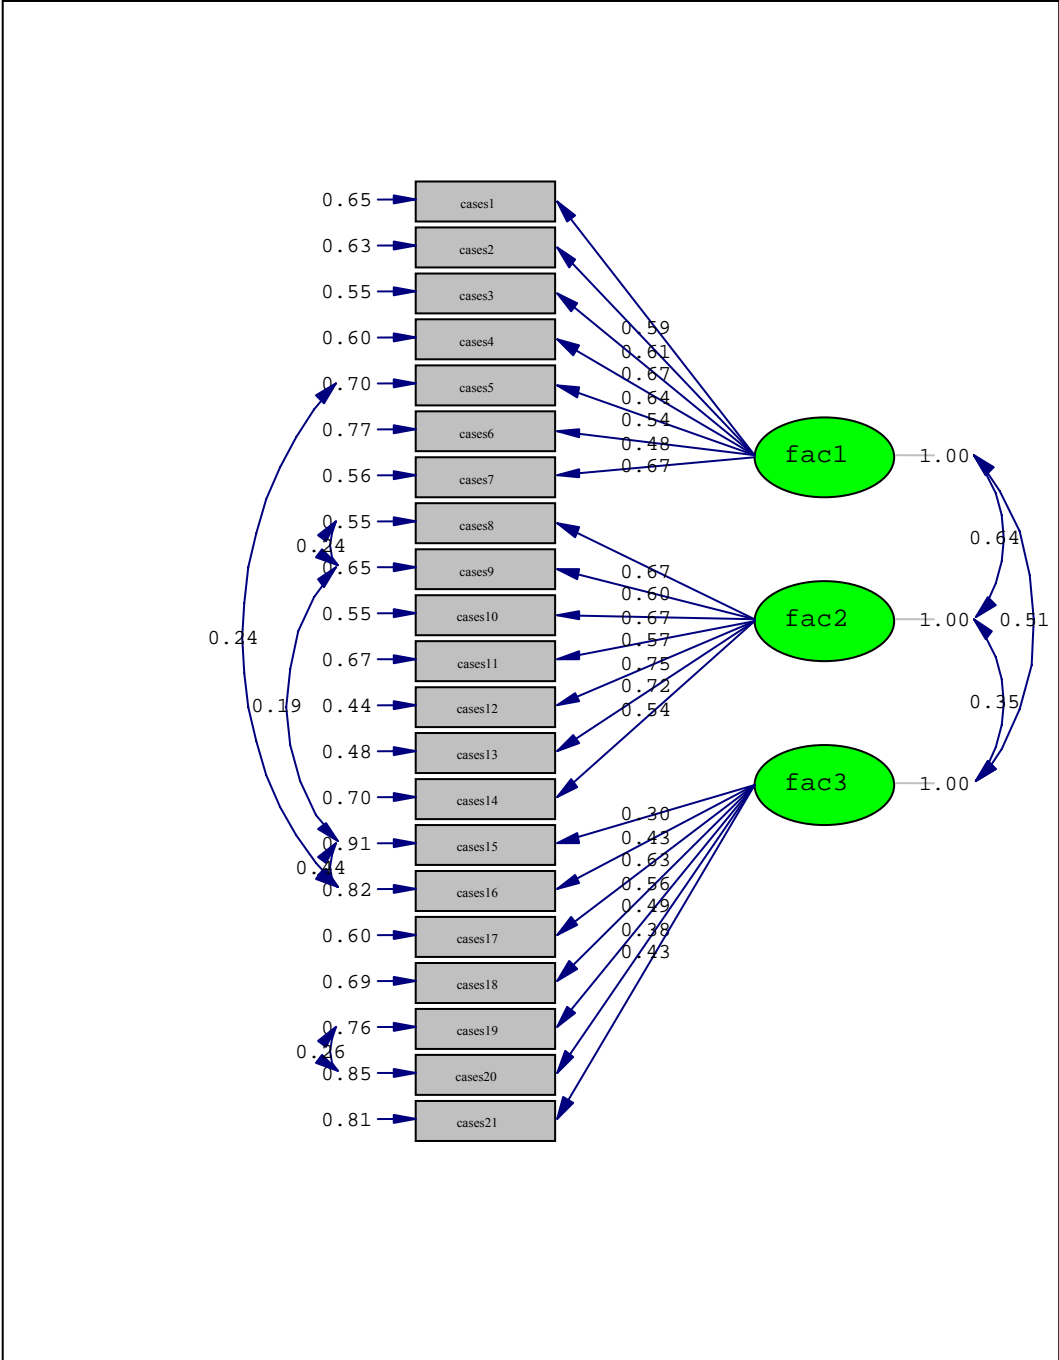 0.65 cases1
0.63 cases2
0.55 cases3
0.59
0.60 cases4
0.61
0.67
0.70 cases5
0.64
0.54
0.77 cases6
0.48
fac1 1.00
0.67
0.56 cases7
0.55 cases8
0.64
0.24
0.65 cases9
0.67
0.60
0.55 cases10
0.67
fac2 1.00 0.51
0.24
0.57
0.67 cases11
0.75
0.72
0.35
0.19 0.44 cases12
0.54
0.48 cases13
fac3 1.00
0.70 cases14
0.30
0.43
0.91 cases15
0.63
0.44
0.56
0.82 cases16
0.49
0.38
0.60 cases17
0.43
0.69 cases18
0.76 cases19
0.26
0.85 cases20
0.81 cases21